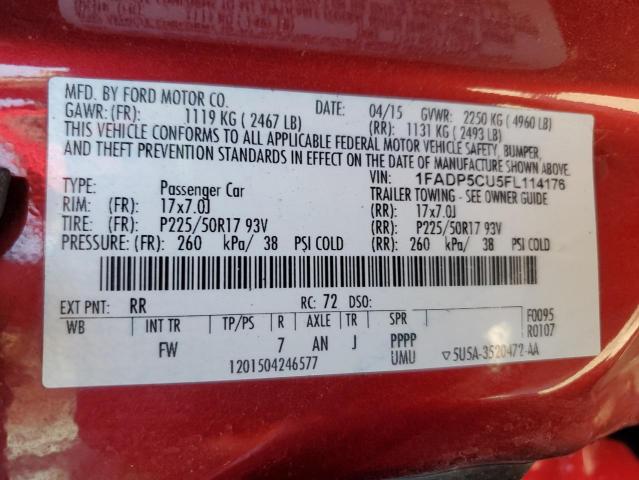 MFD. BY FORD MOTOR CO.
DATE: 04/15 GVWR: 2250 KG ( 4960 LB)
GAWR: (FR): 1119 KG ( 2467 LB) (RR): 1131 KG ( 2493 LB)
THIS VEHICLE CONFORMS TO ALL APPLICABLE FEDERAL MOTOR VEHICLE SAFETY, BUMPER,
AND THEFT PREVENTION STANDARDS IN EFFECT ON THE DATE OF MANUFACTURE SHOWN ABOVE.
VIN: 1FADP5CU5FL114176
TYPE: Passenger Car TRAILER TOWING - SEE OWNER GUIDE
RIM: (FR): 17x7.0J (RR): 17x7.0J
TIRE: (FR): P225/50R17 93V (RR): P225/50R17 93V
PRESSURE: (FR): 260 kPa/ 38 PSI COLD (RR): 260 kPa/ 38 PSI COLD
EXT PNT: RR RC: 72 DSO:
WB INT TR TP/PS R AXLE TR SPR F0095
R0107
FW 7 AN J PPPP
UMU
1201504246577
▽5U5A-3520472-AA